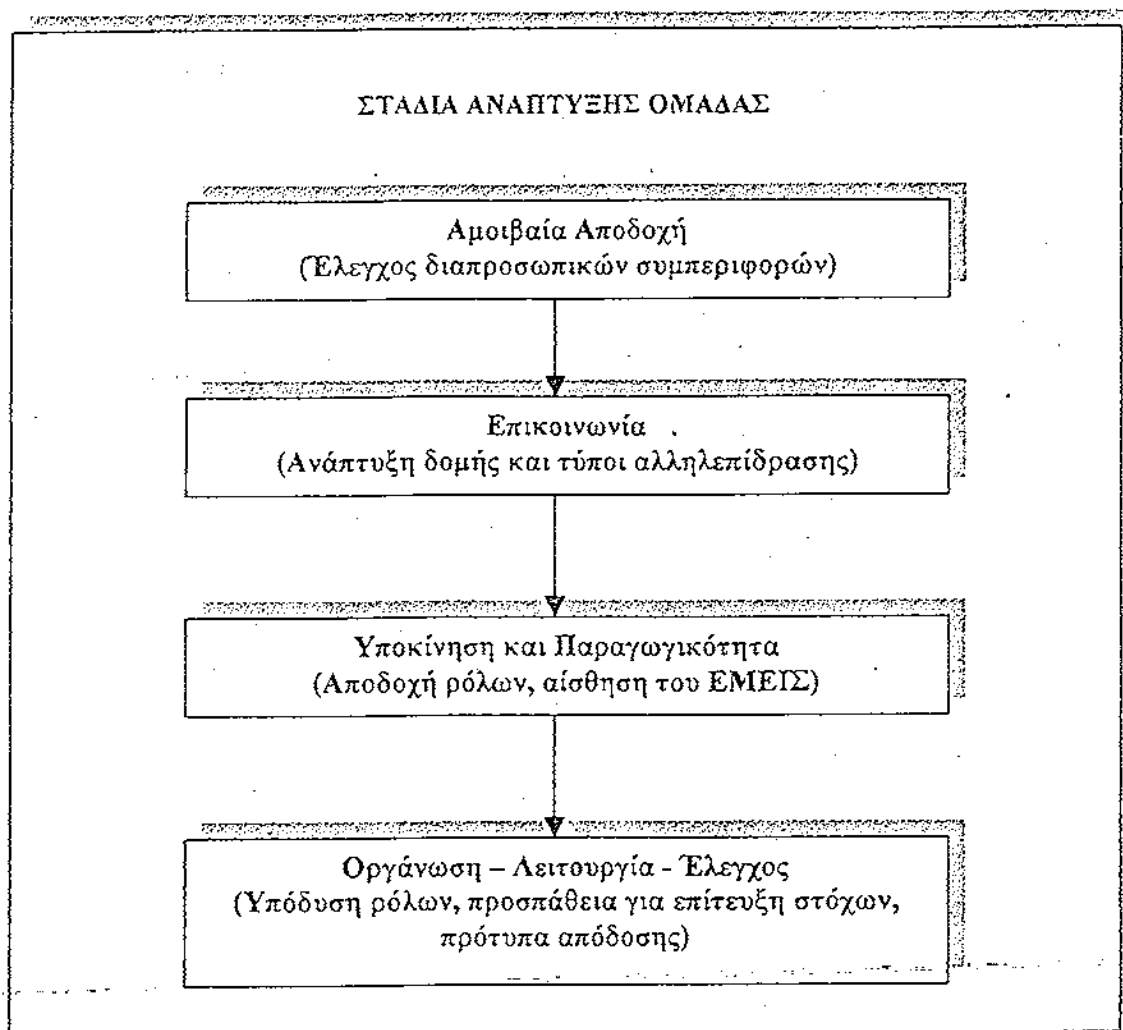 ΣΤΑΔΙΑ ΑΝΑΠΤΥΞΗΣ ΟΜΑΔΑΣ
Αμοιβαία Αποδοχή
(Έλεγχος διαπροσωπικών συμπεριφορών)
Επικοινωνία
(Ανάπτυξη δομής και τύποι αλληλεπίδρασης)
Υποκίνηση και Παραγωγικότητα
(Αποδοχή ρόλων, αίσθηση του ΕΜΕΙΣ)
Οργάνωση – Λειτουργία - Έλεγχος
(Υπόδυση ρόλων, προσπάθεια για επίτευξη στόχων,
πρότυπα απόδοσης)